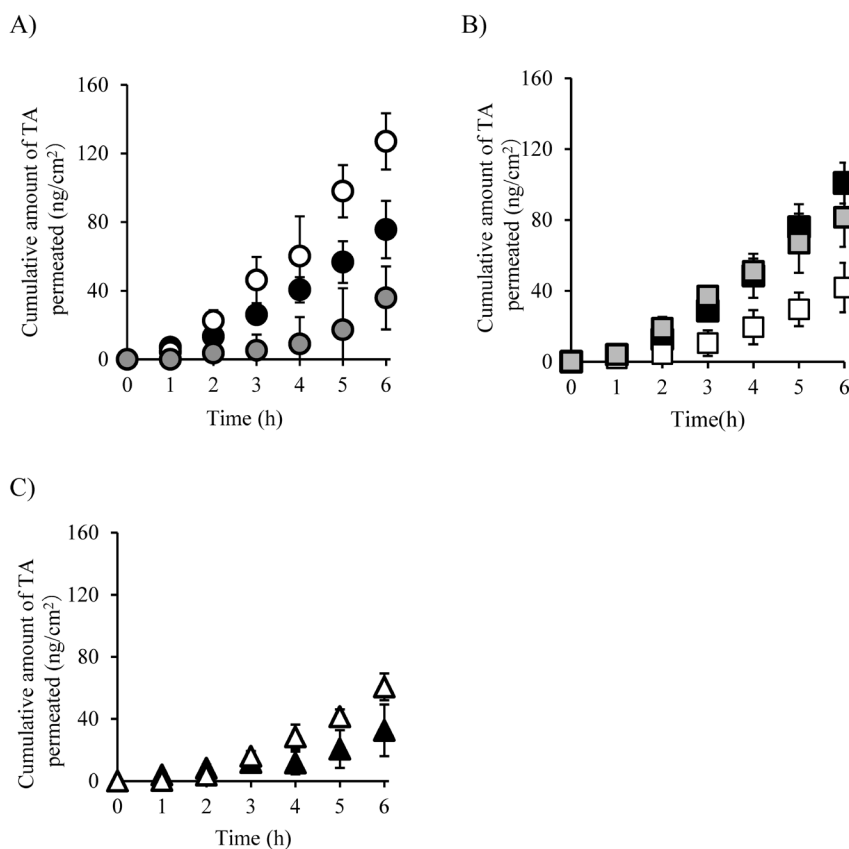 A)
Cumulative amount of TA
permeated (ng/cm²)
160
120
80
40
0
0 1 2 3 4 5 6
Time (h)
B)
Cumulative amount of TA
permeated (ng/cm²)
160
120
80
40
0
0 1 2 3 4 5 6
Time(h)
C)
Cumulative amount of TA
permeated (ng/cm²)
160
120
80
40
0
0 1 2 3 4 5 6
Time (h)